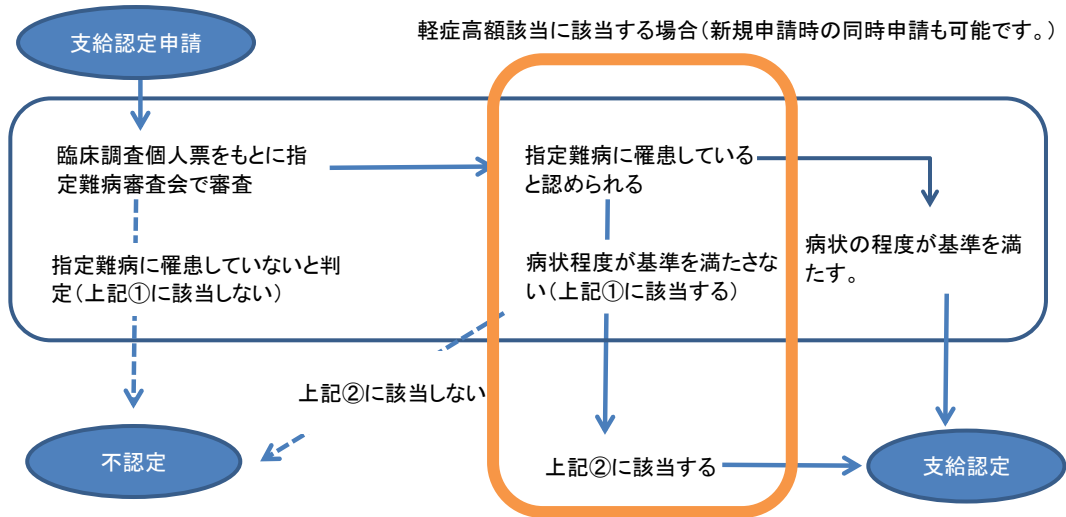 軽症高額該当に該当する場合(新規申請時の同時申請も可能です。)
支給認定申請
臨床調査個人票をもとに指
定難病審査会で審査
指定難病に罹患している
と認められる
指定難病に罹患していないと判
定(上記①に該当しない)
病状程度が基準を満たさな
い(上記①に該当する)
病状の程度が基準を満
たす。
上記②に該当しない
不認定
上記②に該当する
支給認定